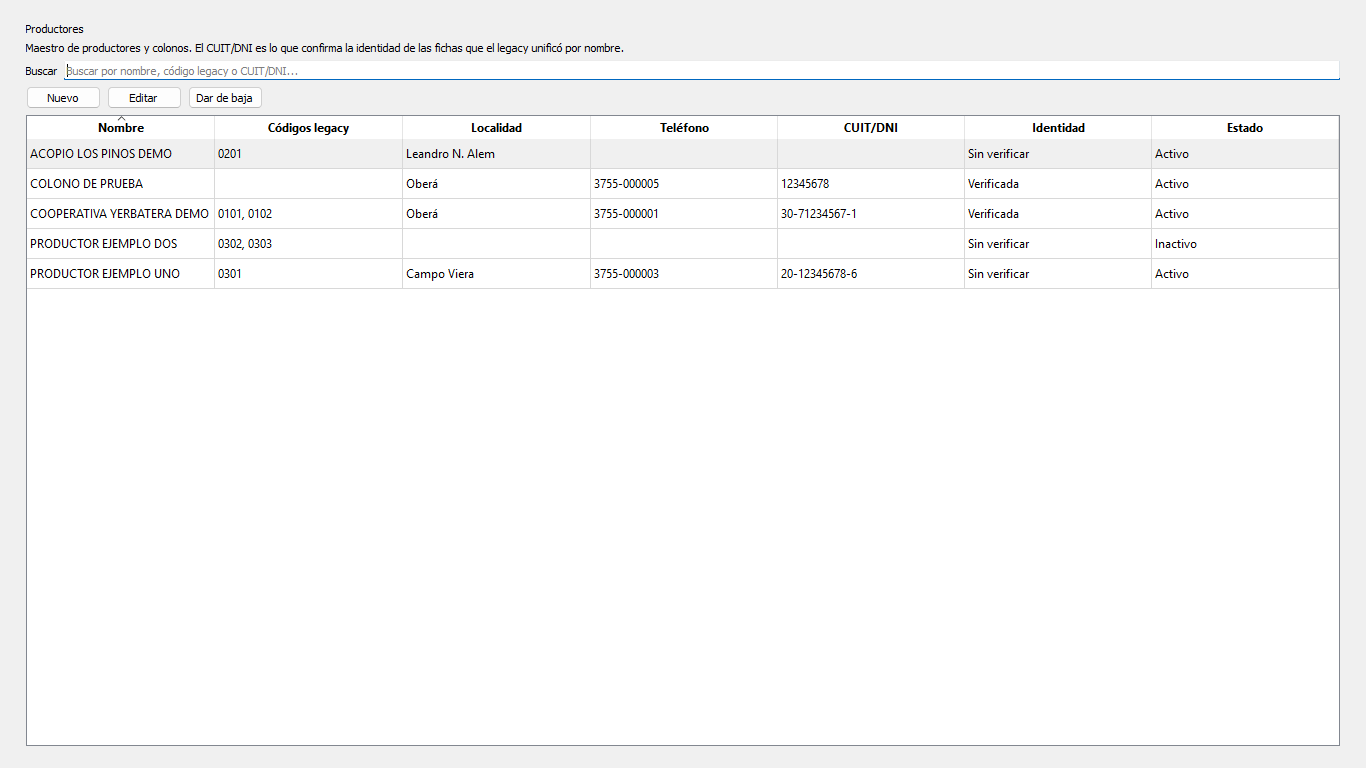 Productores
Maestro de productores y colonos. El CUIT/DNI es lo que confirma la identidad de las fichas que el legacy unificó por nombre.
Buscar Buscar por nombre, código legacy o CUIT/DNI...
Nuevo Editar Dar de baja
Nombre Códigos legacy Localidad Teléfono CUIT/DNI Identidad Estado
ACOPIO LOS PINOS DEMO 0201 Leandro N. Alem Sin verificar Activo
COLONO DE PRUEBA Oberá 3755-000005 12345678 Verificada Activo
COOPERATIVA YERBATERA DEMO 0101, 0102 Oberá 3755-000001 30-71234567-1 Verificada Activo
PRODUCTOR EJEMPLO DOS 0302, 0303 Sin verificar Inactivo
PRODUCTOR EJEMPLO UNO 0301 Campo Viera 3755-000003 20-12345678-6 Sin verificar Activo